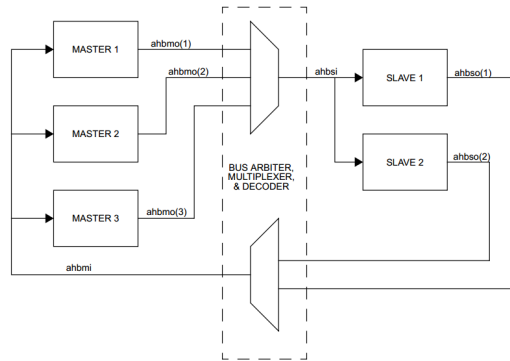 MASTER 1
ahbmo(1)
ahbmo(2)
ahbsi
SLAVE 1
ahbso(1)
MASTER 2
SLAVE 2
ahbso(2)
BUS ARBITER,
MULTIPLEXER,
& DECODER
MASTER 3
ahbmo(3)
ahbmi